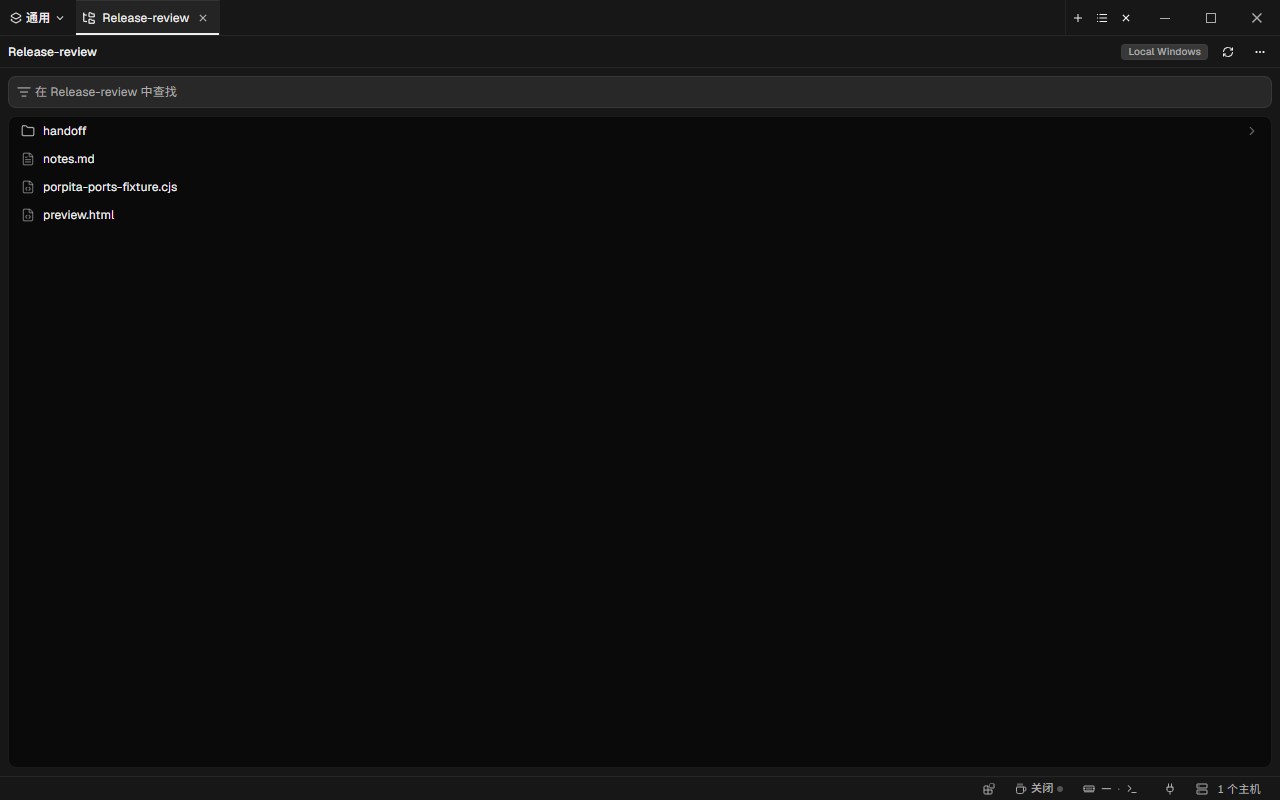 通用
Release-review
Release-review
Local Windows
在 Release-review 中查找
handoff
notes.md
porpita-ports-fixture.cjs
preview.html
关闭
1 个主机